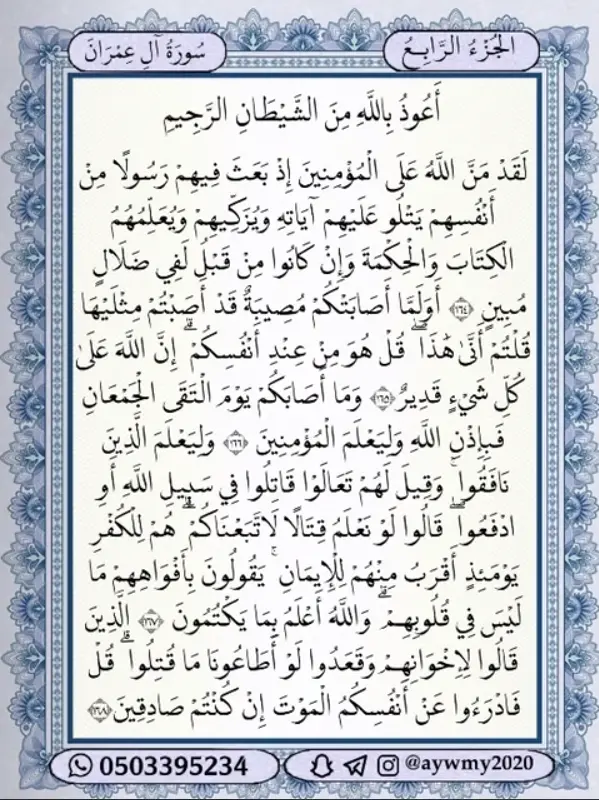 الجُزْءُ الرَّابِعُ
سُورَةُ آلِ عِمْرَانَ
أَعُوذُ بِاللَّهِ مِنَ الشَّيْطَانِ الرَّجِيمِ
لَقَدْ مَنَّ اللَّهُ عَلَى الْمُؤْمِنِينَ إِذْ بَعَثَ فِيهِمْ رَسُولًا مِنْ
أَنْفُسِهِمْ يَتْلُو عَلَيْهِمْ آيَاتِهِ وَيُزَكِّيهِمْ وَيُعَلِّمُهُمُ
الْكِتَابَ وَالْحِكْمَةَ وَإِنْ كَانُوا مِنْ قَبْلُ لَفِي ضَلَالٍ
مُبِينٍ ﴿١٦٤﴾ أَوَلَمَّا أَصَابَتْكُمْ مُصِيبَةٌ قَدْ أَصَبْتُمْ مِثْلَيْهَا
قُلْتُمْ أَنَّىٰ هَٰذَا ۖ قُلْ هُوَ مِنْ عِنْدِ أَنْفُسِكُمْ ۗ إِنَّ اللَّهَ عَلَىٰ
كُلِّ شَيْءٍ قَدِيرٌ ﴿١٦٥﴾ وَمَا أَصَابَكُمْ يَوْمَ الْتَقَى الْجَمْعَانِ
فَبِإِذْنِ اللَّهِ وَلِيَعْلَمَ الْمُؤْمِنِينَ ﴿١٦٦﴾ وَلِيَعْلَمَ الَّذِينَ
نَافَقُوا ۚ وَقِيلَ لَهُمْ تَعَالَوْا قَاتِلُوا فِي سَبِيلِ اللَّهِ أَوِ
ادْفَعُوا ۖ قَالُوا لَوْ نَعْلَمُ قِتَالًا لَاتَّبَعْنَاكُمْ ۗ هُمْ لِلْكُفْرِ
يَوْمَئِذٍ أَقْرَبُ مِنْهُمْ لِلْإِيمَانِ ۚ يَقُولُونَ بِأَفْوَاهِهِمْ مَا
لَيْسَ فِي قُلُوبِهِمْ ۗ وَاللَّهُ أَعْلَمُ بِمَا يَكْتُمُونَ ﴿١٦٧﴾ الَّذِينَ
قَالُوا لِإِخْوَانِهِمْ وَقَعَدُوا لَوْ أَطَاعُونَا مَا قُتِلُوا ۗ قُلْ
فَادْرَءُوا عَنْ أَنْفُسِكُمُ الْمَوْتَ إِنْ كُنْتُمْ صَادِقِينَ ﴿١٦٨﴾
0503395234
@aywmy2020